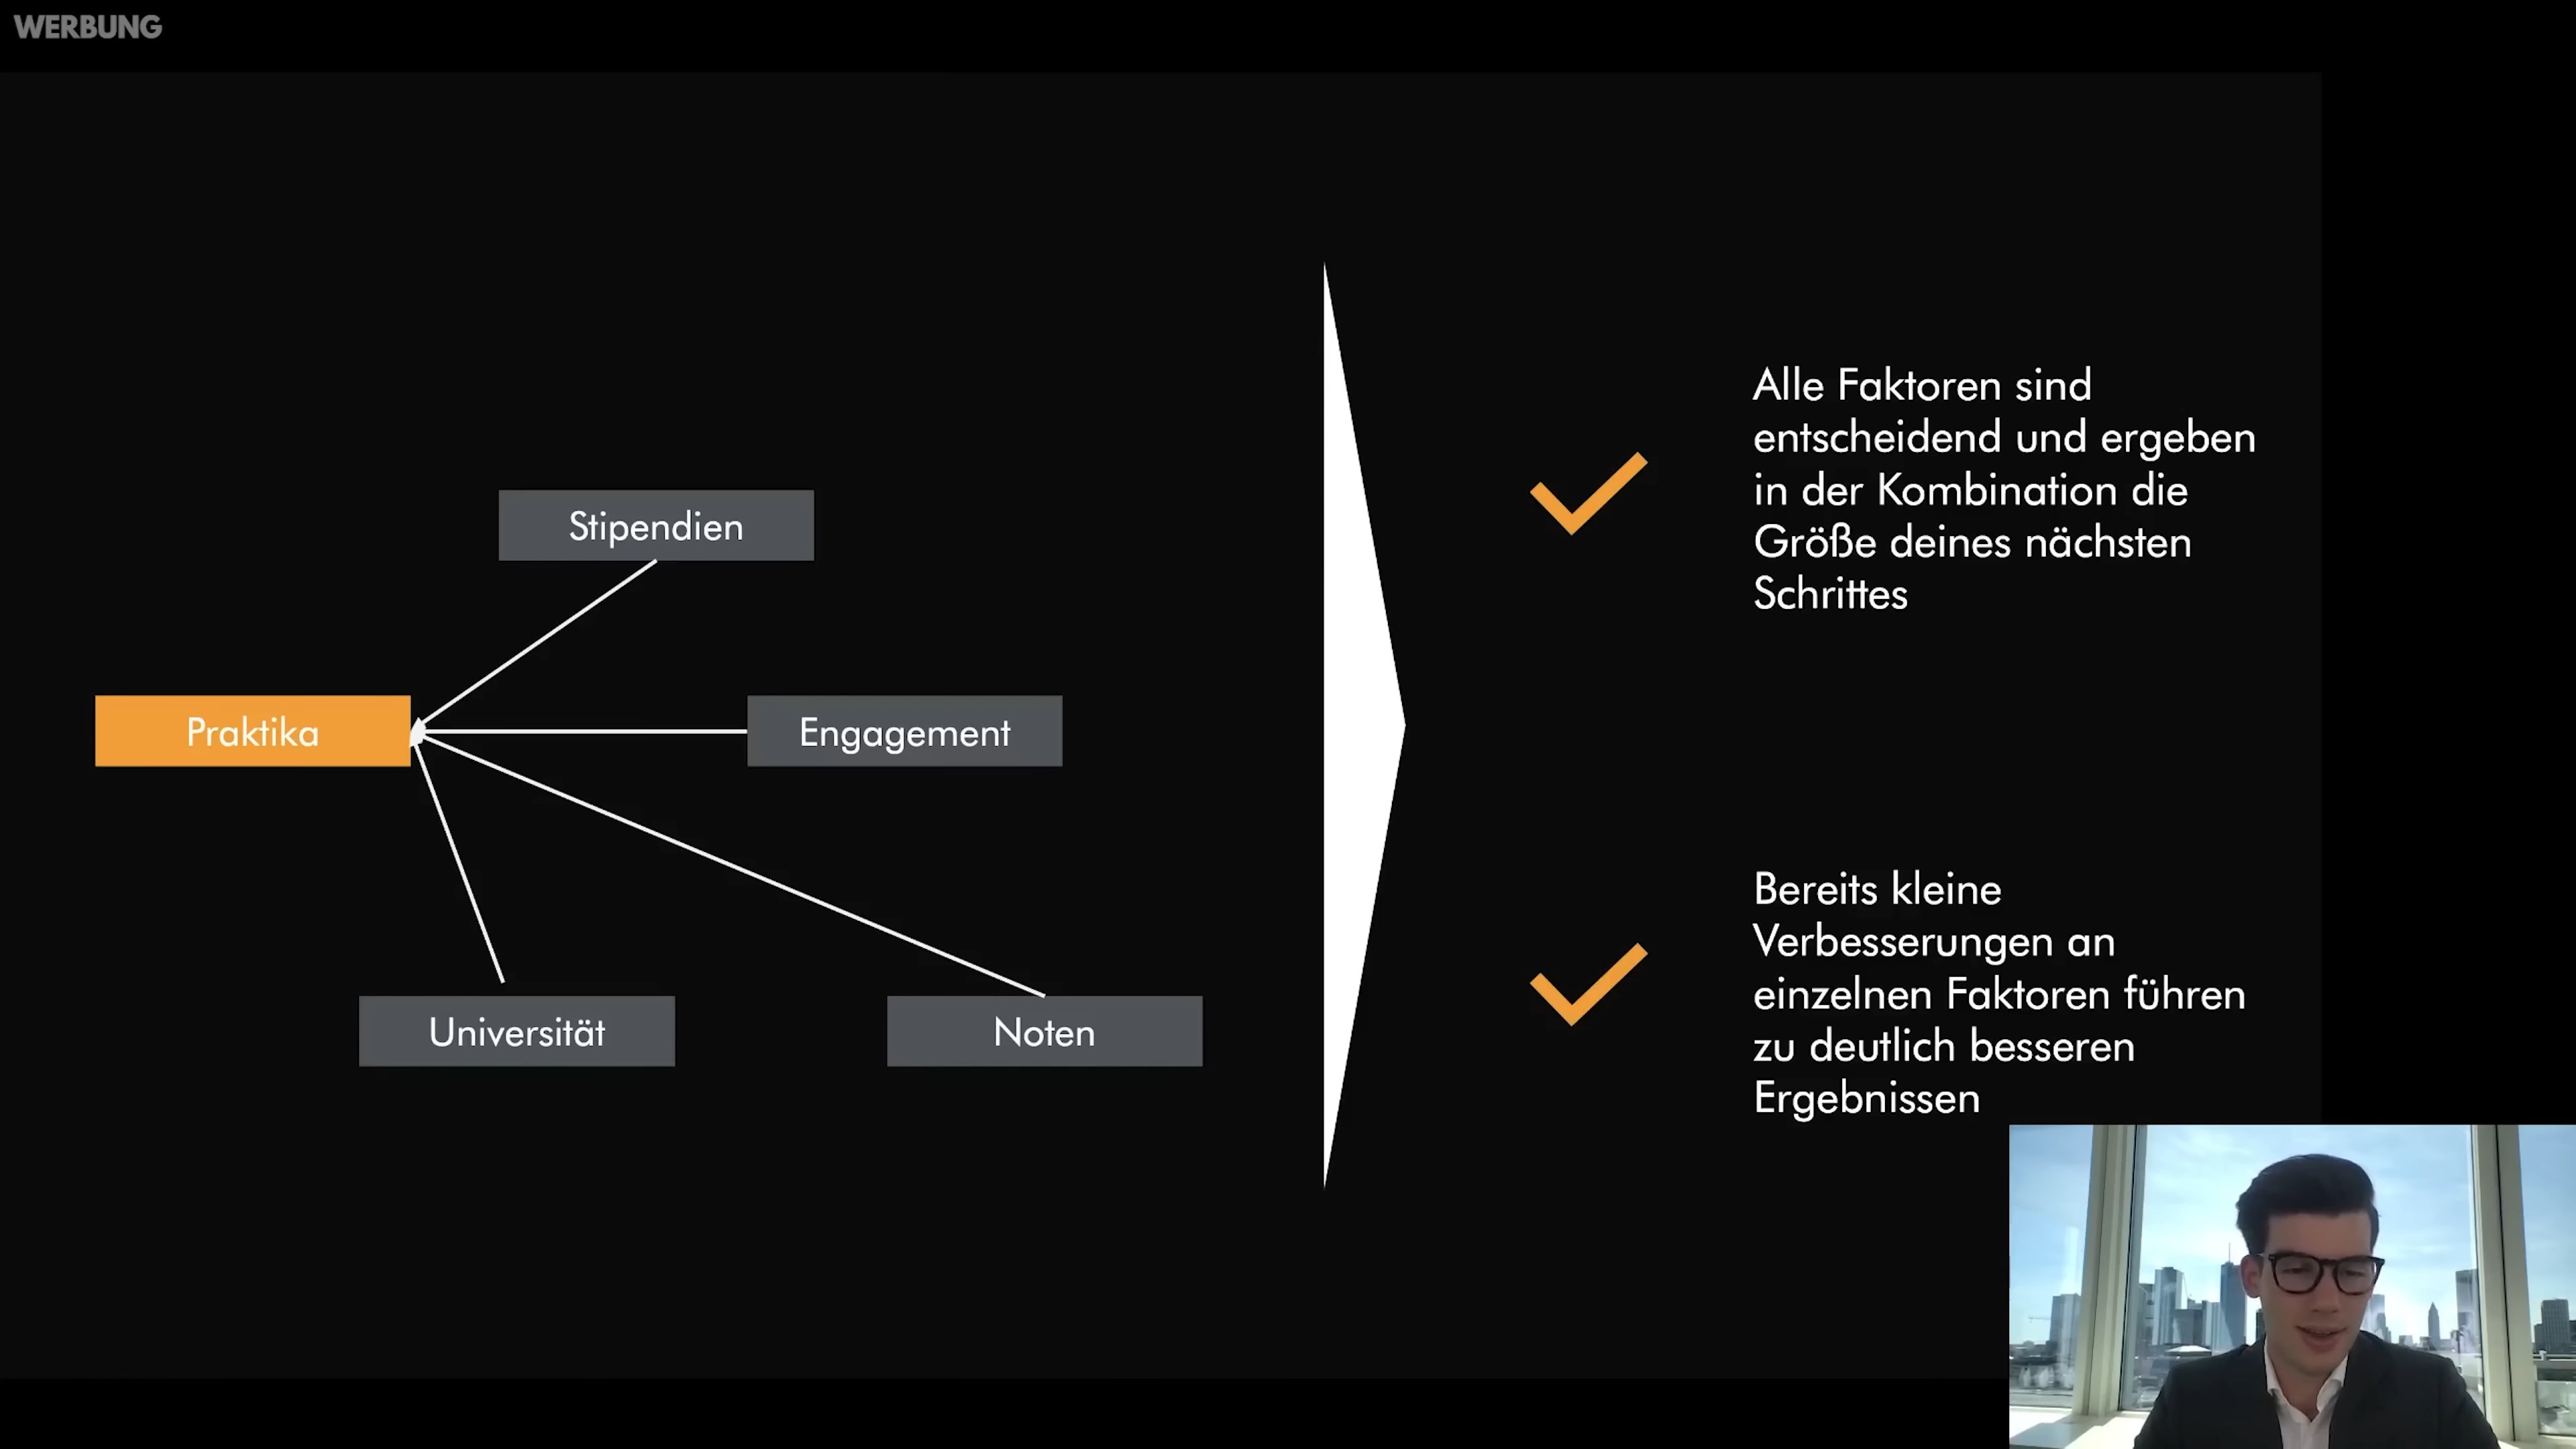 WERBUNG
Stipendien
Praktika
Engagement
Universität
Noten
Alle Faktoren sind
entscheidend und ergeben
in der Kombination die
Größe deines nächsten
Schrittes
Bereits kleine
Verbesserungen an
einzelnen Faktoren führen
zu deutlich besseren
Ergebnissen